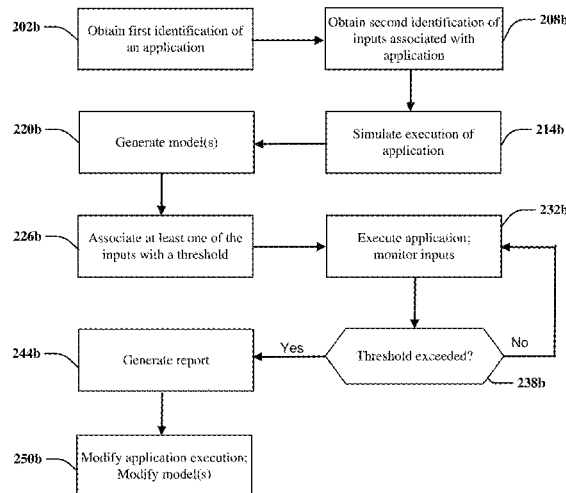 202b
Obtain first identification of
an application
Obtain second identification of
inputs associated with
application
208b
220b
Generate model(s)
Simulate execution of
application
214b
226b
Associate at least one of the
inputs with a threshold
Execute application;
monitor inputs
232b
244b
Generate report
Yes
Threshold exceeded?
No
238b
250b
Modify application execution;
Modify model(s)